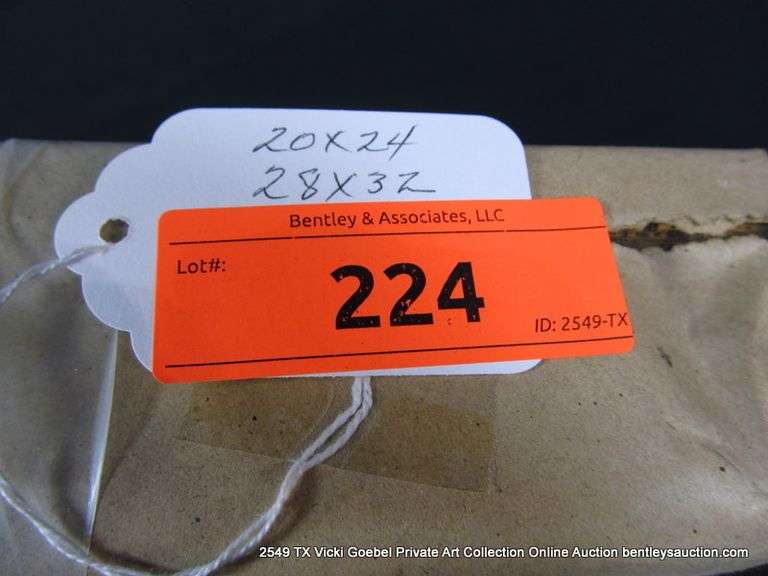 20X24
28X32
Bentley & Associates, LLC
Lot#:
224
ID: 2549-TX
2549 TX Vicki Goebel Private Art Collection Online Auction bentleysauction.com